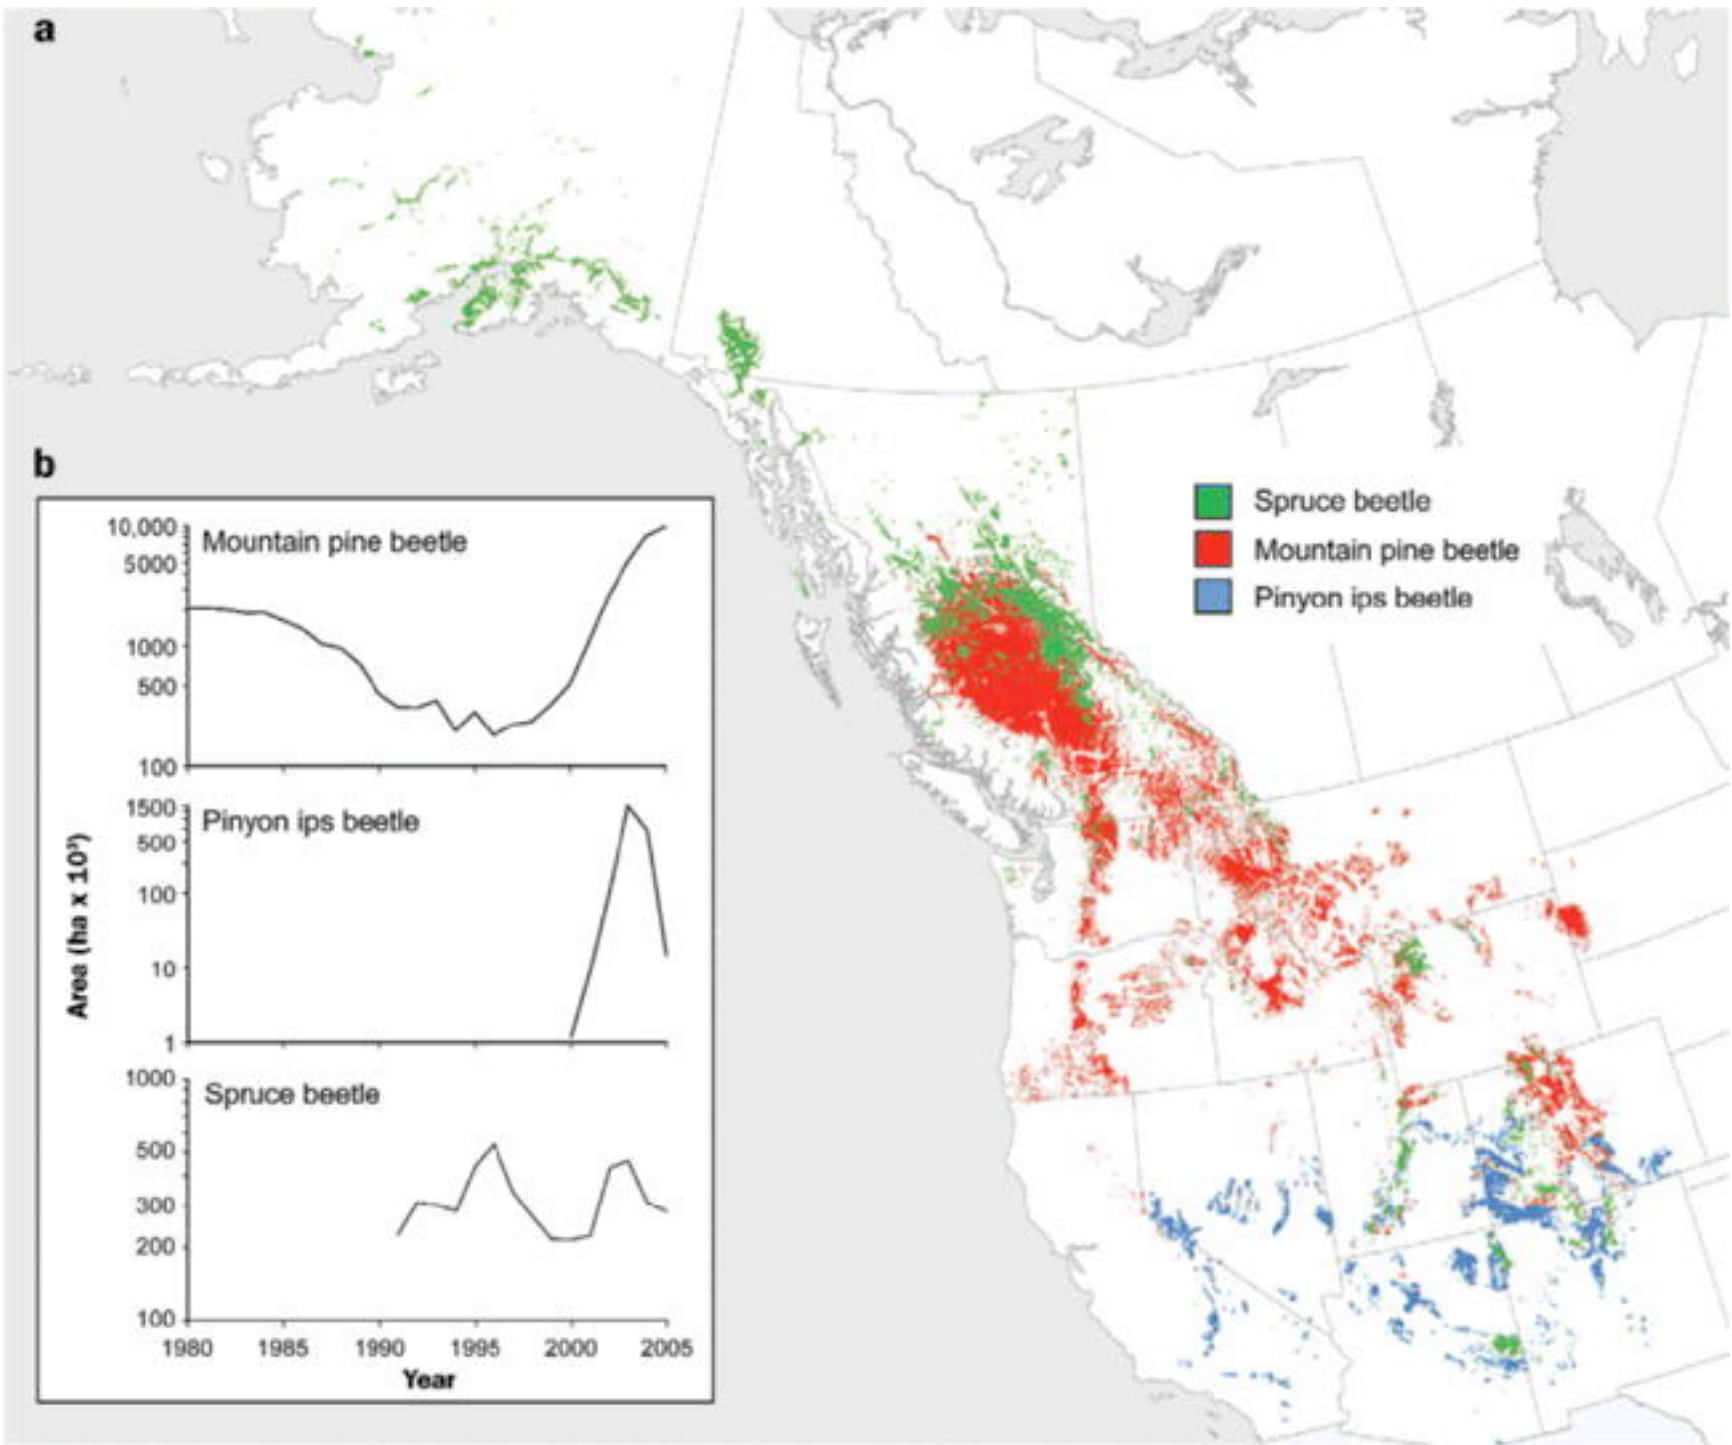 a
b
Spruce beetle
Mountain pine beetle
Pinyon ips beetle
10,000
5000
1000
500
100
Mountain pine beetle
1500
500
100
10
1
Pinyon ips beetle
Area (ha x 10³)
1000
500
300
200
100
Spruce beetle
1980 1985 1990 1995 2000 2005
Year